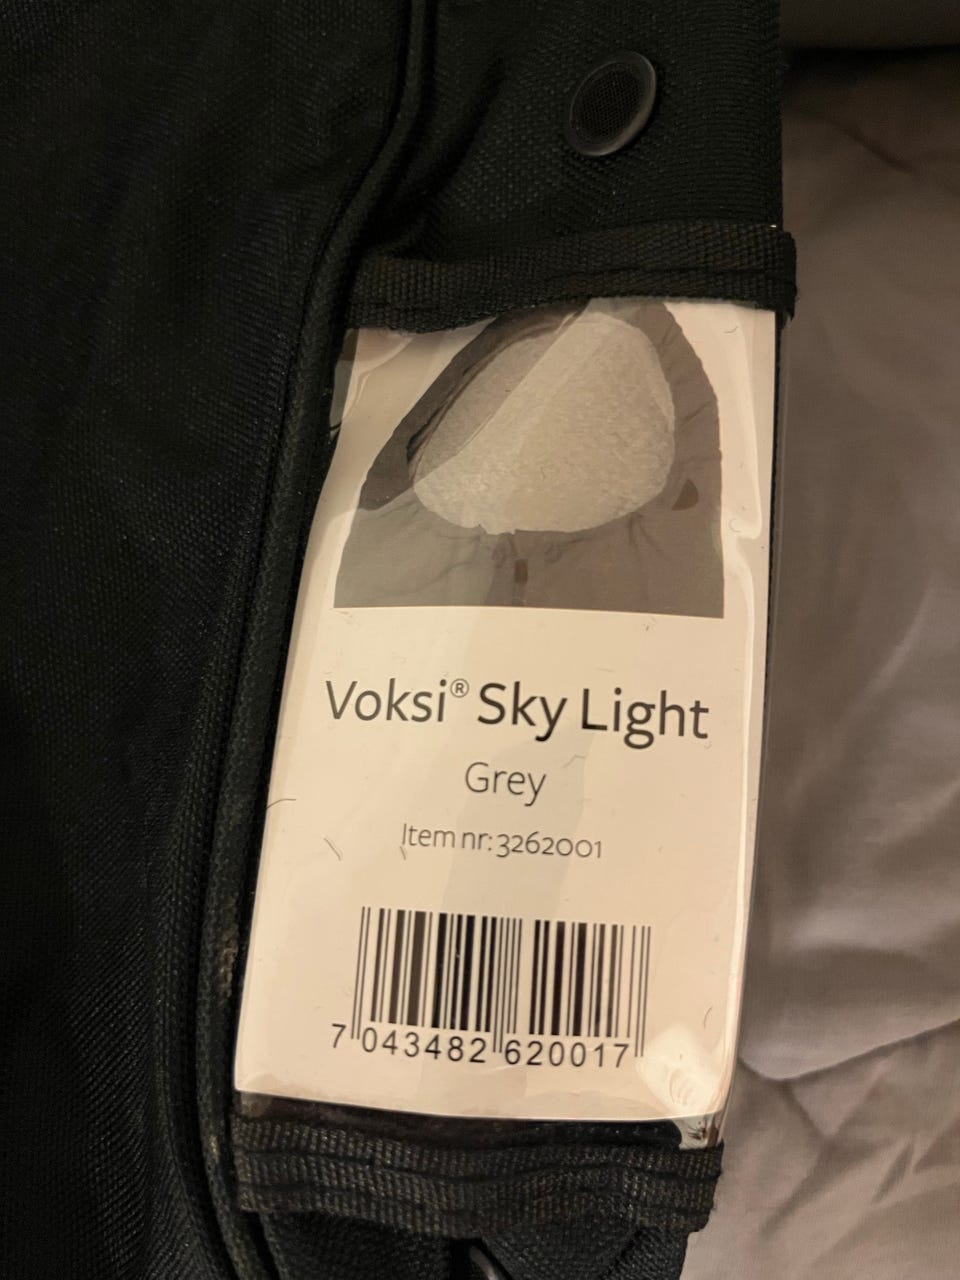 Voksi® Sky Light
Grey
Item nr: 3262001
7 043482 620017